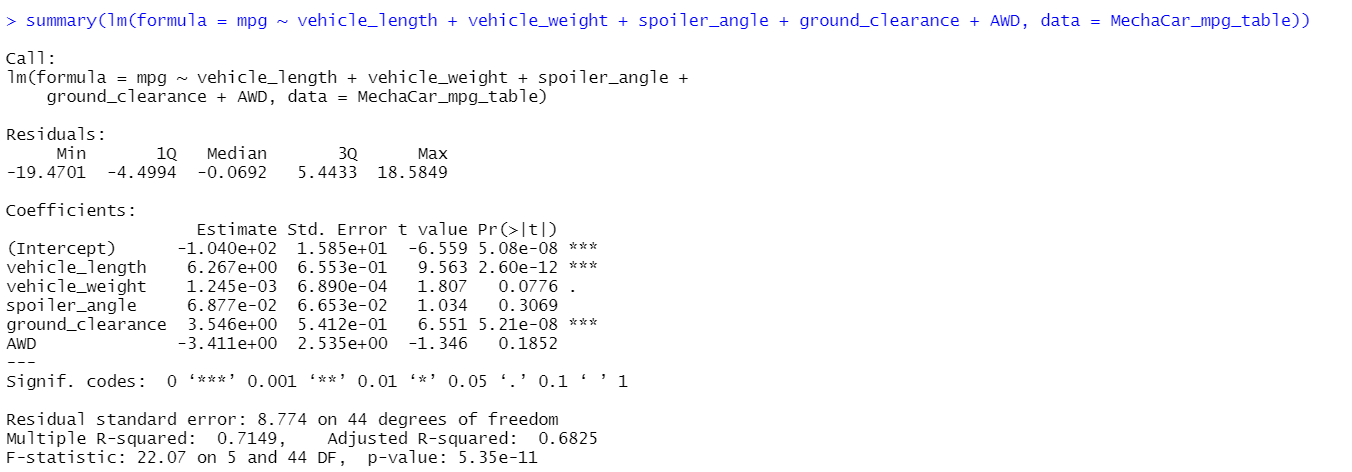 > summary(lm(formula = mpg ~ vehicle_length + vehicle_weight + spoiler_angle + ground_clearance + AWD, data = MechaCar_mpg_table))

Call:
lm(formula = mpg ~ vehicle_length + vehicle_weight + spoiler_angle +
    ground_clearance + AWD, data = MechaCar_mpg_table)

Residuals:
     Min       1Q   Median       3Q      Max
-19.4701  -4.4994  -0.0692   5.4433  18.5849

Coefficients:
                   Estimate Std. Error t value Pr(>|t|)
(Intercept)      -1.040e+02  1.585e+01  -6.559 5.08e-08 ***
vehicle_length    6.267e+00  6.553e-01   9.563 2.60e-12 ***
vehicle_weight    1.245e-03  6.890e-04   1.807   0.0776 .
spoiler_angle     6.877e-02  6.653e-02   1.034   0.3069
ground_clearance  3.546e+00  5.412e-01   6.551 5.21e-08 ***
AWD              -3.411e+00  2.535e+00  -1.346   0.1852
---
Signif. codes:  0 ‘***’ 0.001 ‘**’ 0.01 ‘*’ 0.05 ‘.’ 0.1 ‘ ’ 1

Residual standard error: 8.774 on 44 degrees of freedom
Multiple R-squared:  0.7149,    Adjusted R-squared:  0.6825
F-statistic: 22.07 on 5 and 44 DF,  p-value: 5.35e-11